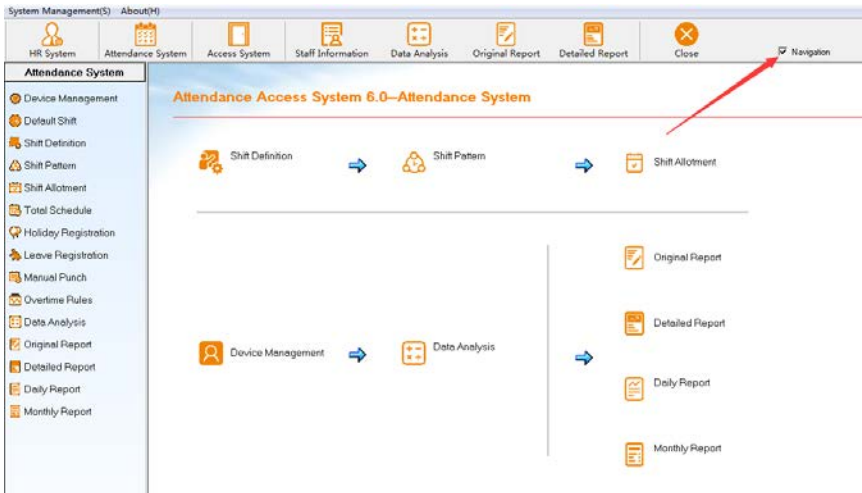 System Management(S) About(H)
HR System Attendance System Access System Staff Information Data Analysis Original Report Detailed Report Close Navigation
Attendance System
Device Management
Default Shift
Shift Definition
Shift Pattern
Shift Allotment
Total Schedule
Holiday Registration
Leave Registration
Manual Punch
Overtime Rules
Data Analysis
Original Report
Detailed Report
Daily Report
Monthly Report
Attendance Access System 6.0--Attendance System
Shift Definition Shift Pattern Shift Allotment
Original Report
Detailed Report
Device Management Data Analysis
Daily Report
Monthly Report